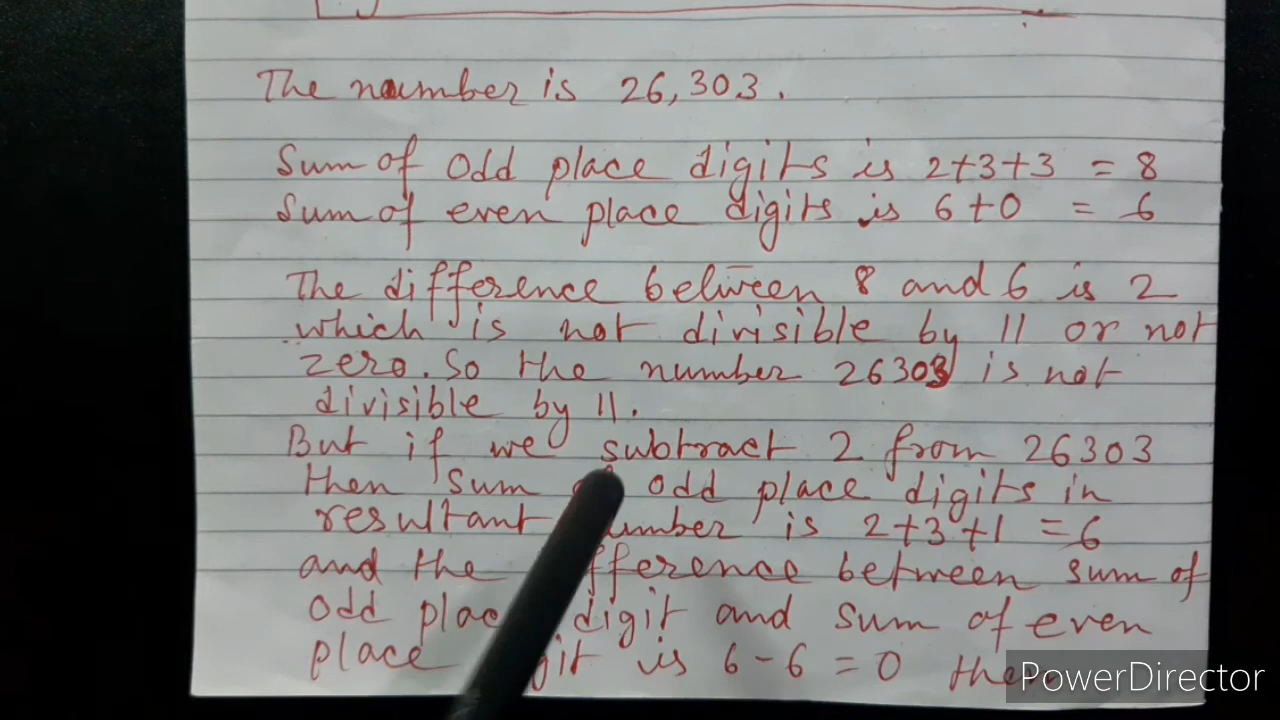 The number is 26,303.
Sum of odd place digits is 2+3+3 = 8
Sum of even place digits is 6+0 = 6
The difference between 8 and 6 is 2
which is not divisible by 11 or not
zero. So the number 26303 is not
divisible by 11.
But if we subtract 2 from 26303
then sum odd place digits in
resultant is 2+3+1 =6
and the between sum of
odd digit and sum of even
place is 6-6=0
PowerDirector